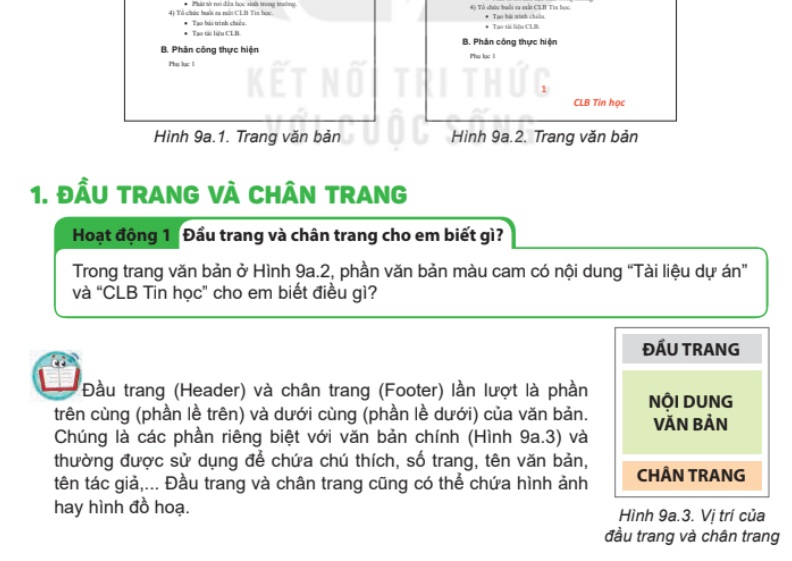 • Phát tờ rơi đến học sinh trong trường.
4) Tổ chức buổi ra mắt CLB Tin học.
• Tạo bài trình chiếu.
• Tạo tài liệu CLB.
B. Phân công thực hiện
Phụ lục 1
4) Tổ chức buổi ra mắt CLB Tin học.
• Tạo bài trình chiếu.
• Tạo tài liệu CLB.
B. Phân công thực hiện
Phụ lục 1
1
CLB Tin học
KẾT NỐI TRI THỨC
VỚI CUỘC SỐNG
Hình 9a.1. Trang văn bản
Hình 9a.2. Trang văn bản
1. ĐẦU TRANG VÀ CHÂN TRANG
Hoạt động 1 Đầu trang và chân trang cho em biết gì?
Trong trang văn bản ở Hình 9a.2, phần văn bản màu cam có nội dung “Tài liệu dự án”
và “CLB Tin học” cho em biết điều gì?
Đầu trang (Header) và chân trang (Footer) lần lượt là phần
trên cùng (phần lề trên) và dưới cùng (phần lề dưới) của văn bản.
Chúng là các phần riêng biệt với văn bản chính (Hình 9a.3) và
thường được sử dụng để chứa chú thích, số trang, tên văn bản,
tên tác giả,... Đầu trang và chân trang cũng có thể chứa hình ảnh
hay hình đồ hoạ.
ĐẦU TRANG
NỘI DUNG
VĂN BẢN
CHÂN TRANG
Hình 9a.3. Vị trí của
đầu trang và chân trang